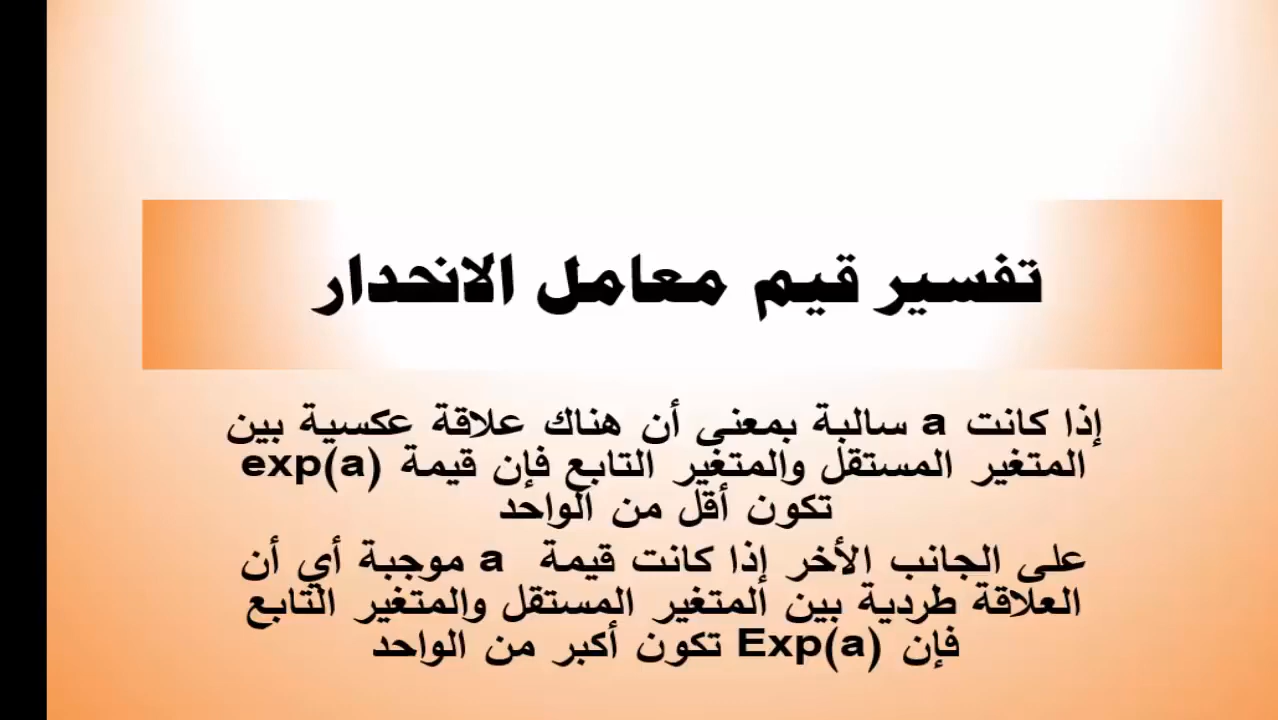 تفسير قيم معامل الانحدار
إذا كانت a سالبة بمعنى أن هناك علاقة عكسية بين
المتغير المستقل والمتغير التابع فإن قيمة exp(a)
تكون أقل من الواحد
على الجانب الأخر إذا كانت قيمة a موجبة أي أن
العلاقة طردية بين المتغير المستقل والمتغير التابع
فإن Exp(a) تكون أكبر من الواحد